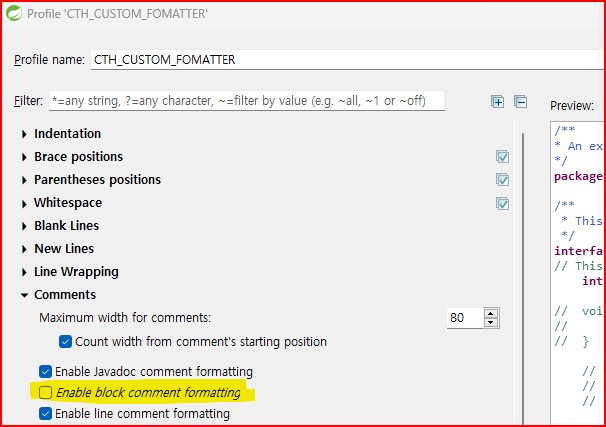 Profile 'CTH_CUSTOM_FOMATTER'
Profile name: CTH_CUSTOM_FOMATTER
Filter: *=any string, ?=any character, ~=filter by value (e.g. ~all, ~1 or ~off)
Preview:
Indentation
Brace positions
Parentheses positions
Whitespace
Blank Lines
New Lines
Line Wrapping
Comments
Maximum width for comments: 80
Count width from comment's starting position
Enable Javadoc comment formatting
Enable block comment formatting
Enable line comment formatting
/**
* An ex
*/
package
/**
* This
*/
interfa
// This
int
// voi
//
// }
// 
//
//